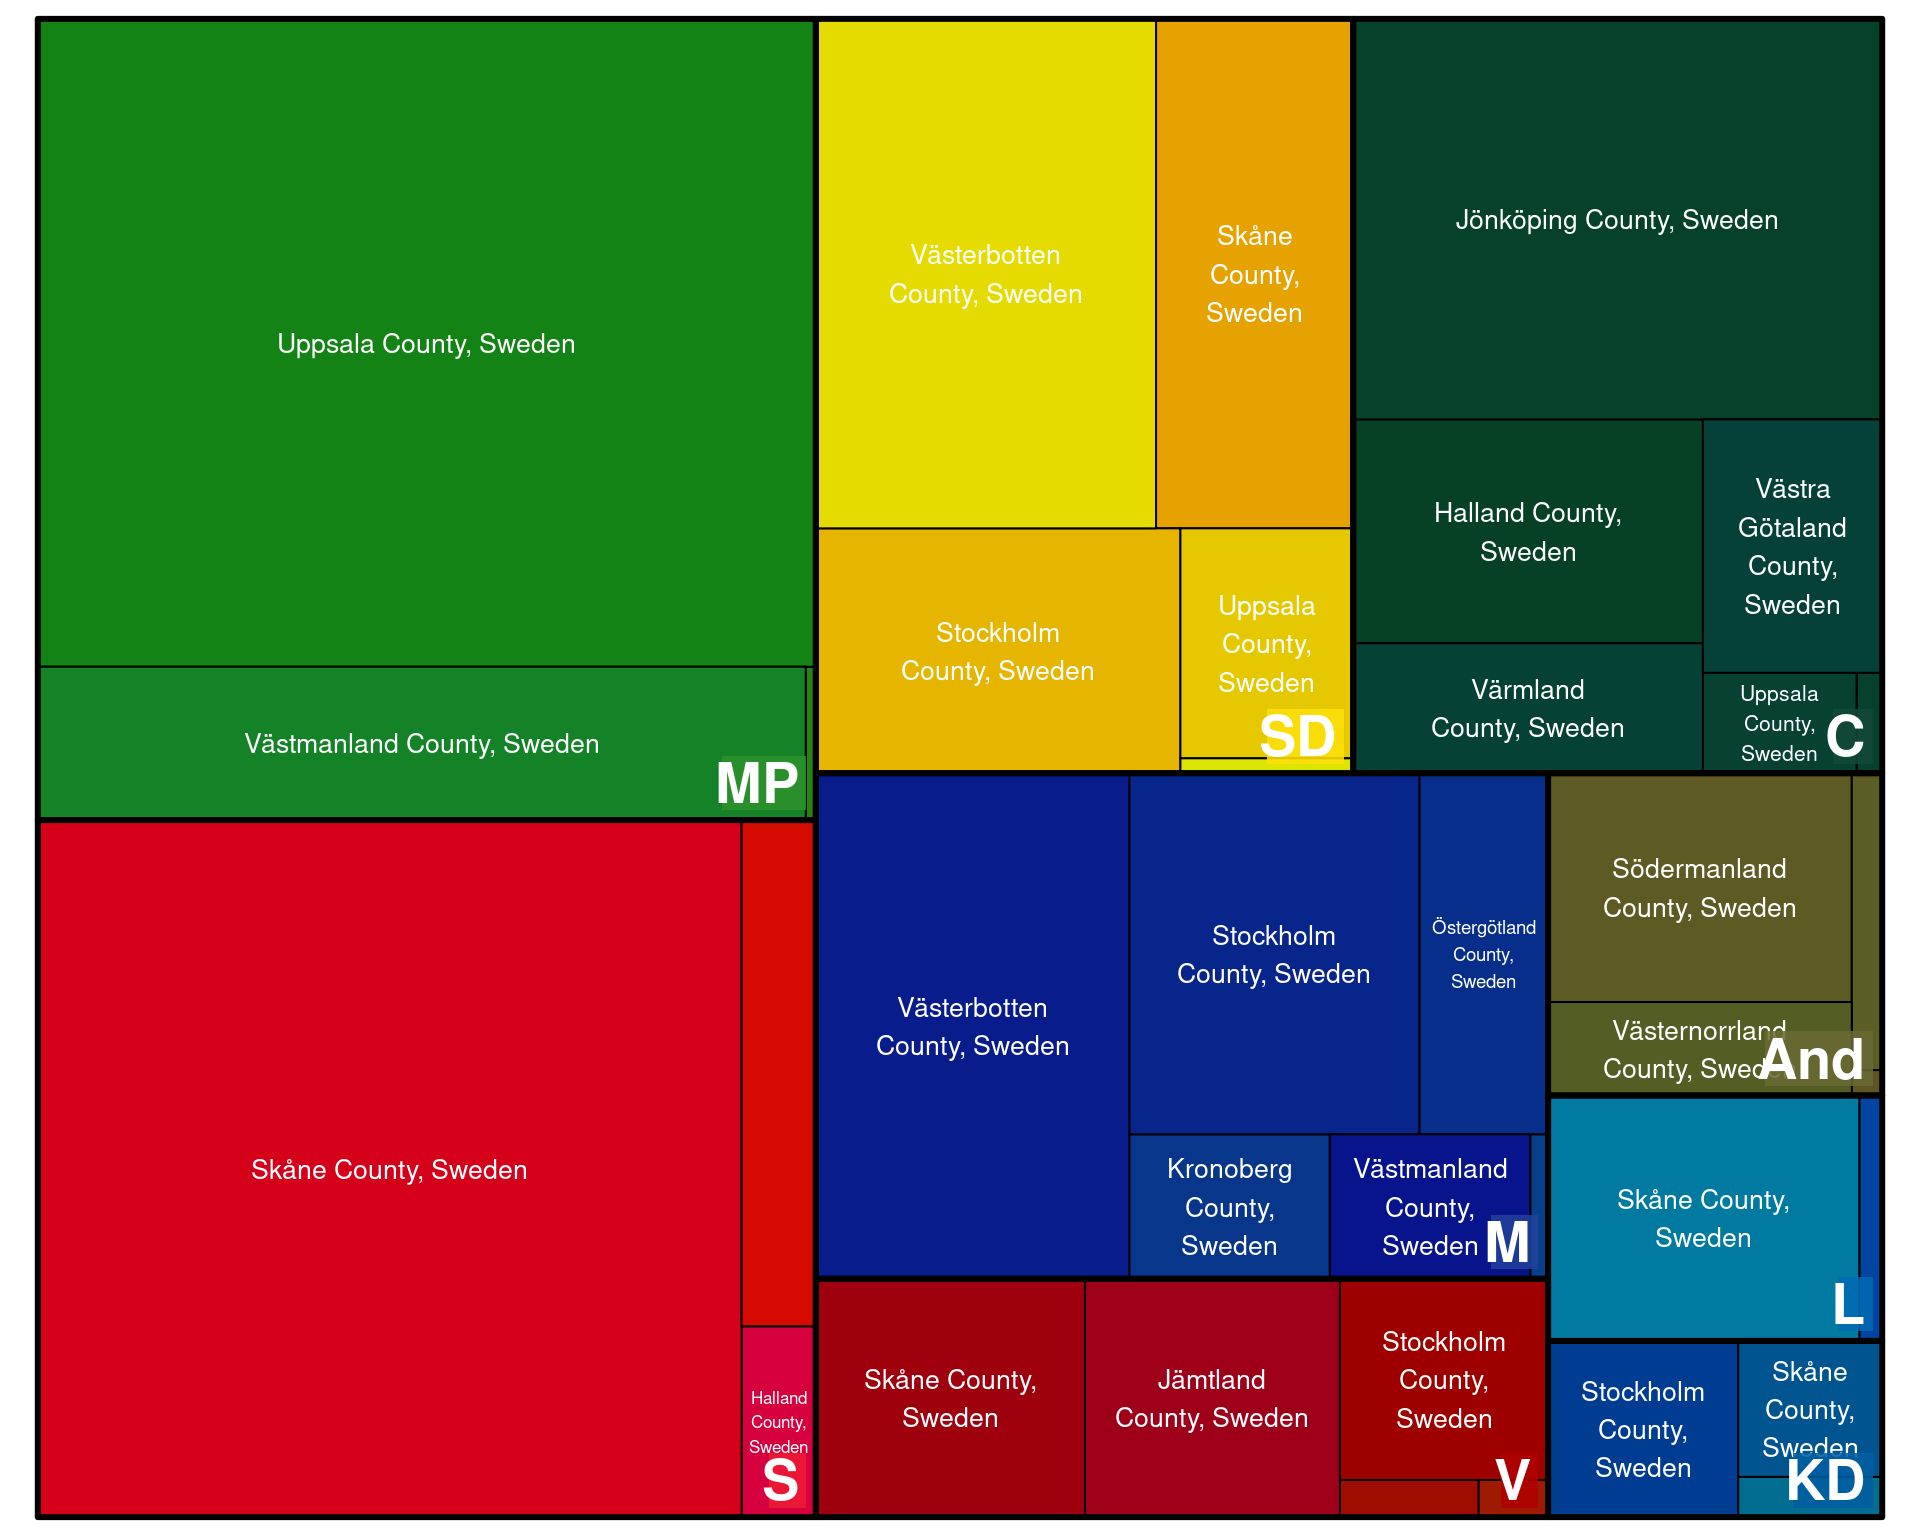 Uppsala County, Sweden
Västmanland County, Sweden
MP
Skåne County, Sweden
Halland
County,
Sweden
S
Västerbotten
County, Sweden
Skåne
County,
Sweden
Stockholm
County, Sweden
Uppsala
County,
Sweden
SD
Jönköping County, Sweden
Halland County,
Sweden
Västra
Götaland
County,
Sweden
Värmland
County, Sweden
Uppsala
County,
Sweden
C
Västerbotten
County, Sweden
Stockholm
County, Sweden
Östergötland
County,
Sweden
Kronoberg
County,
Sweden
Västmanland
County,
Sweden
M
Södermanland
County, Sweden
Västernorrland
County, Sweden
And
Skåne County,
Sweden
L
Skåne County,
Sweden
Jämtland
County, Sweden
Stockholm
County,
Sweden
V
Stockholm
County,
Sweden
Skåne
County,
Sweden
KD